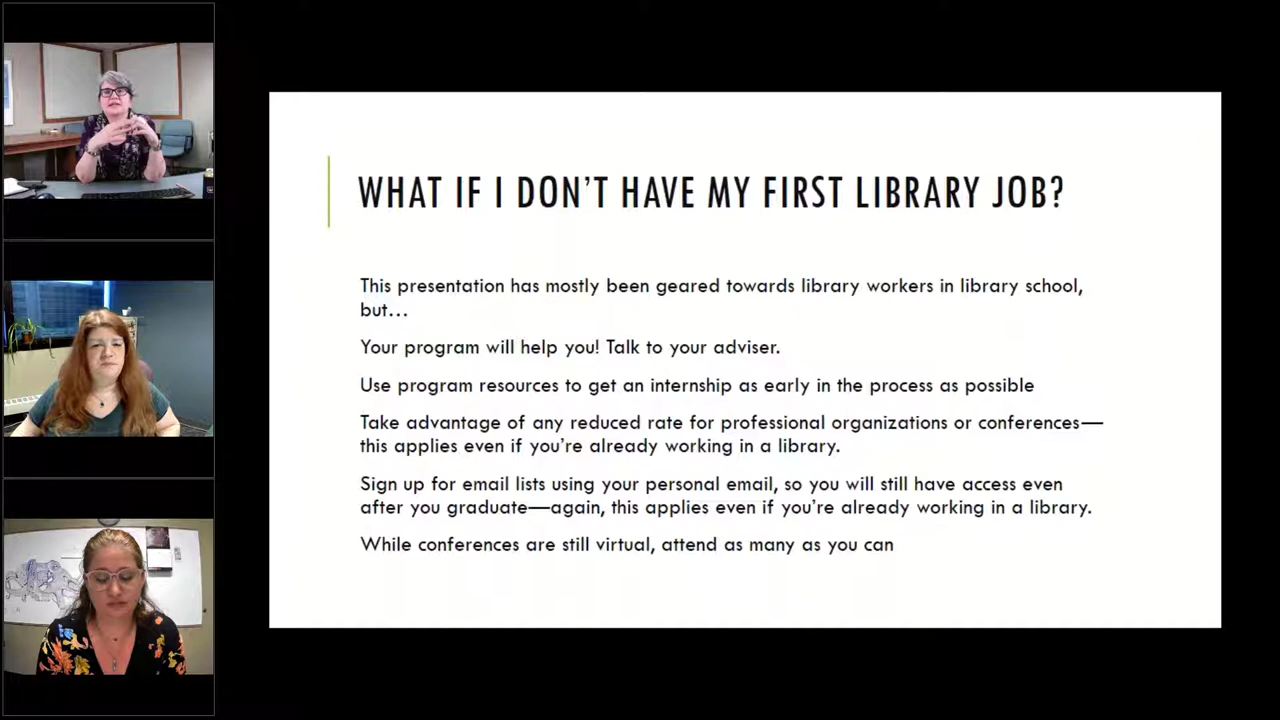 WHAT IF I DON'T HAVE MY FIRST LIBRARY JOB?
This presentation has mostly been geared towards library workers in library school,
but...
Your program will help you! Talk to your adviser.
Use program resources to get an internship as early in the process as possible
Take advantage of any reduced rate for professional organizations or conferences—
this applies even if you're already working in a library.
Sign up for email lists using your personal email, so you will still have access even
after you graduate—again, this applies even if you're already working in a library.
While conferences are still virtual, attend as many as you can